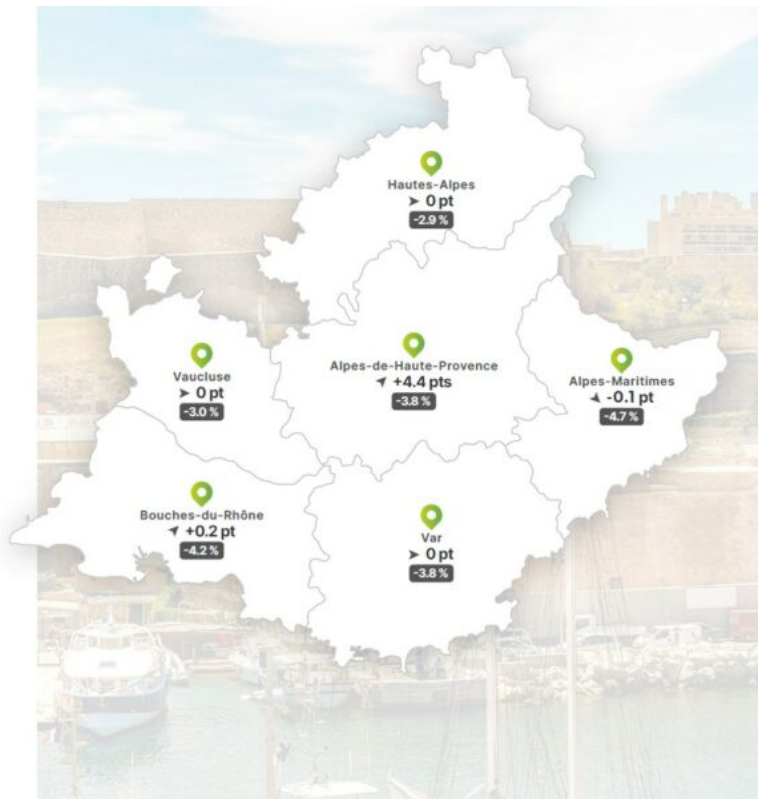 Hautes-Alpes
➤ 0 pt
-2.9 %
Alpes-de-Haute-Provence
➤ +4.4 pts
-3.8 %
Vaucluse
➤ 0 pt
-3.0 %
Alpes-Maritimes
➤ -0.1 pt
-4.7 %
Bouches-du-Rhône
➤ +0.2 pt
-4.2 %
Var
➤ 0 pt
-3.8 %